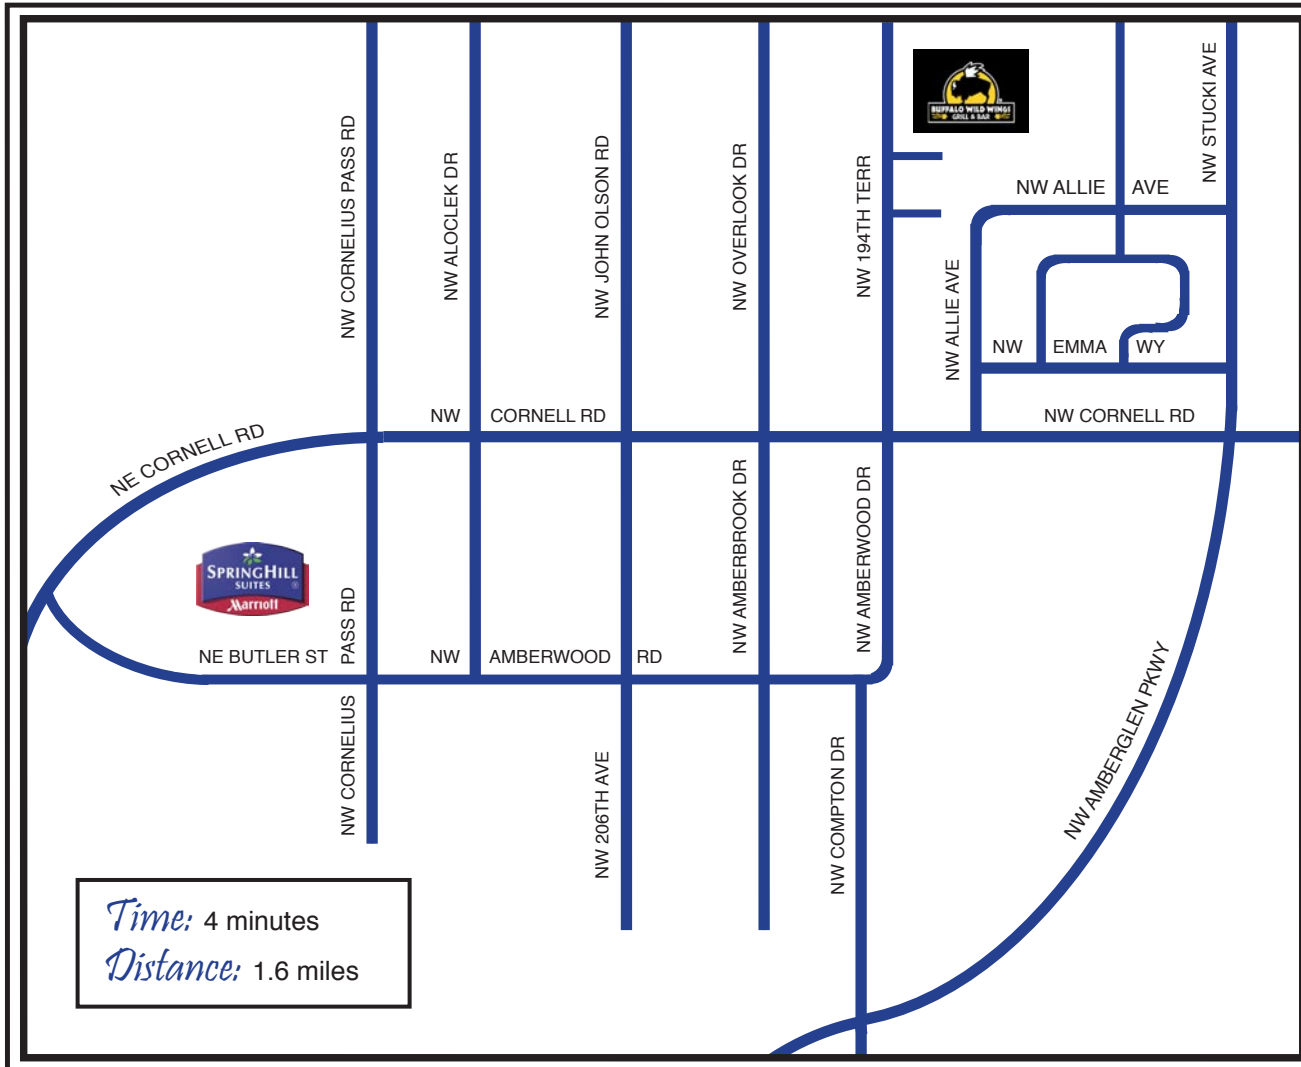 NW CORNELIUS PASS RD
NW ALOCLEK DR
NW JOHN OLSON RD
NW OVERLOOK DR
NW 194TH TERR
BUFFALO WILD WINGS
GRILL & BAR
NW STUCKI AVE
NW ALLIE AVE
NW ALLIE AVE
NW EMMA WY
NW CORNELL RD
NW CORNELL RD
NE CORNELL RD
SPRINGHILL
SUITES
Marriott
NE BUTLER ST
NW CORNELIUS PASS RD
NW AMBERWOOD RD
NW AMBERBROOK DR
NW AMBERWOOD DR
NW 206TH AVE
NW COMPTON DR
NW AMBERGLEN PKWY
Time: 4 minutes
Distance: 1.6 miles